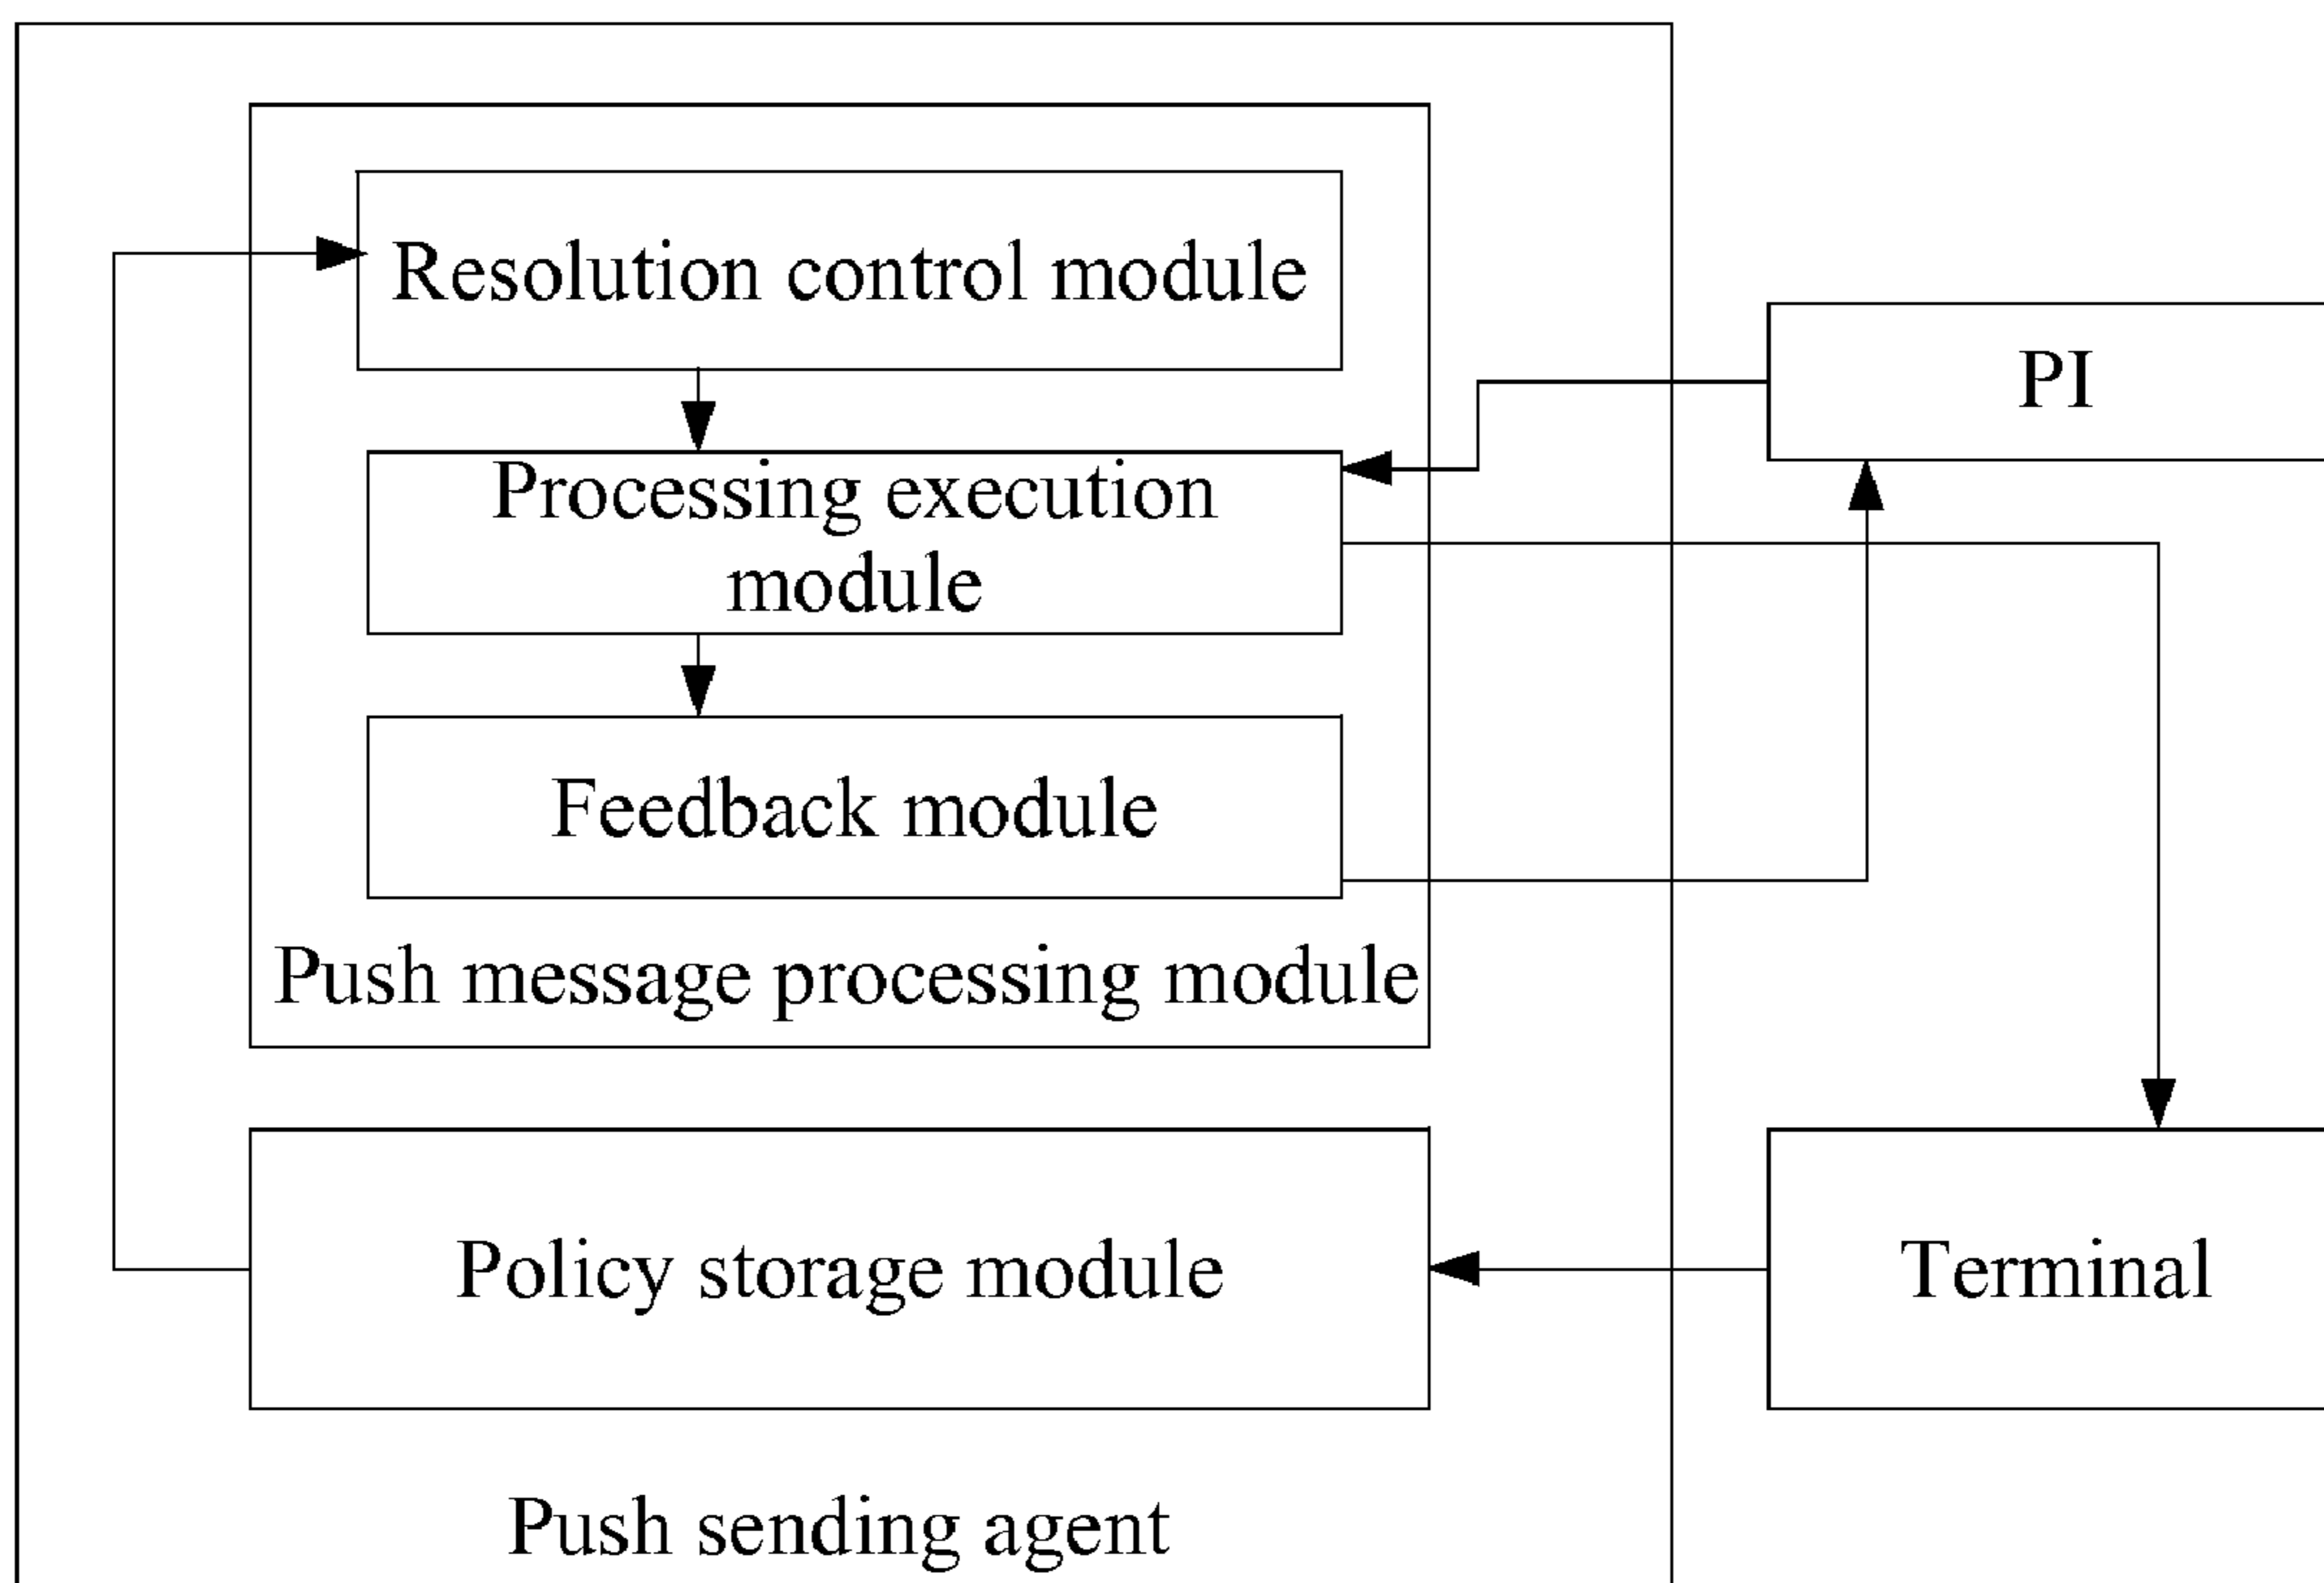 Resolution control module
PI
Processing execution
module
Feedback module
Push message processing module
Policy storage module
Terminal
Push sending agent